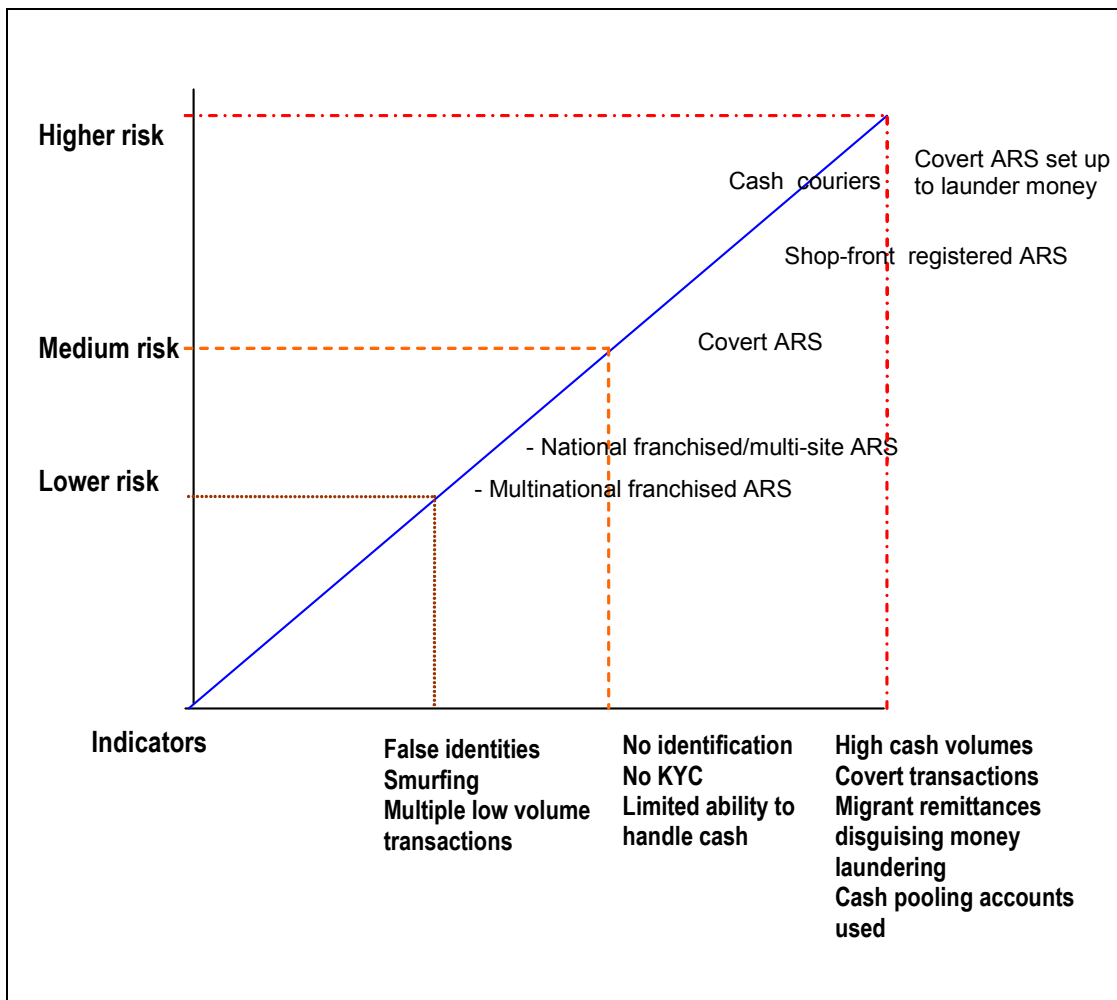 Higher risk
Cash couriers
Covert ARS set up
to launder money
Shop-front registered ARS
Medium risk
Covert ARS
- National franchised/multi-site ARS
Lower risk
- Multinational franchised ARS
Indicators
False identities
Smurfing
Multiple low volume
transactions
No identification
No KYC
Limited ability to
handle cash
High cash volumes
Covert transactions
Migrant remittances
disguising money
laundering
Cash pooling accounts
used